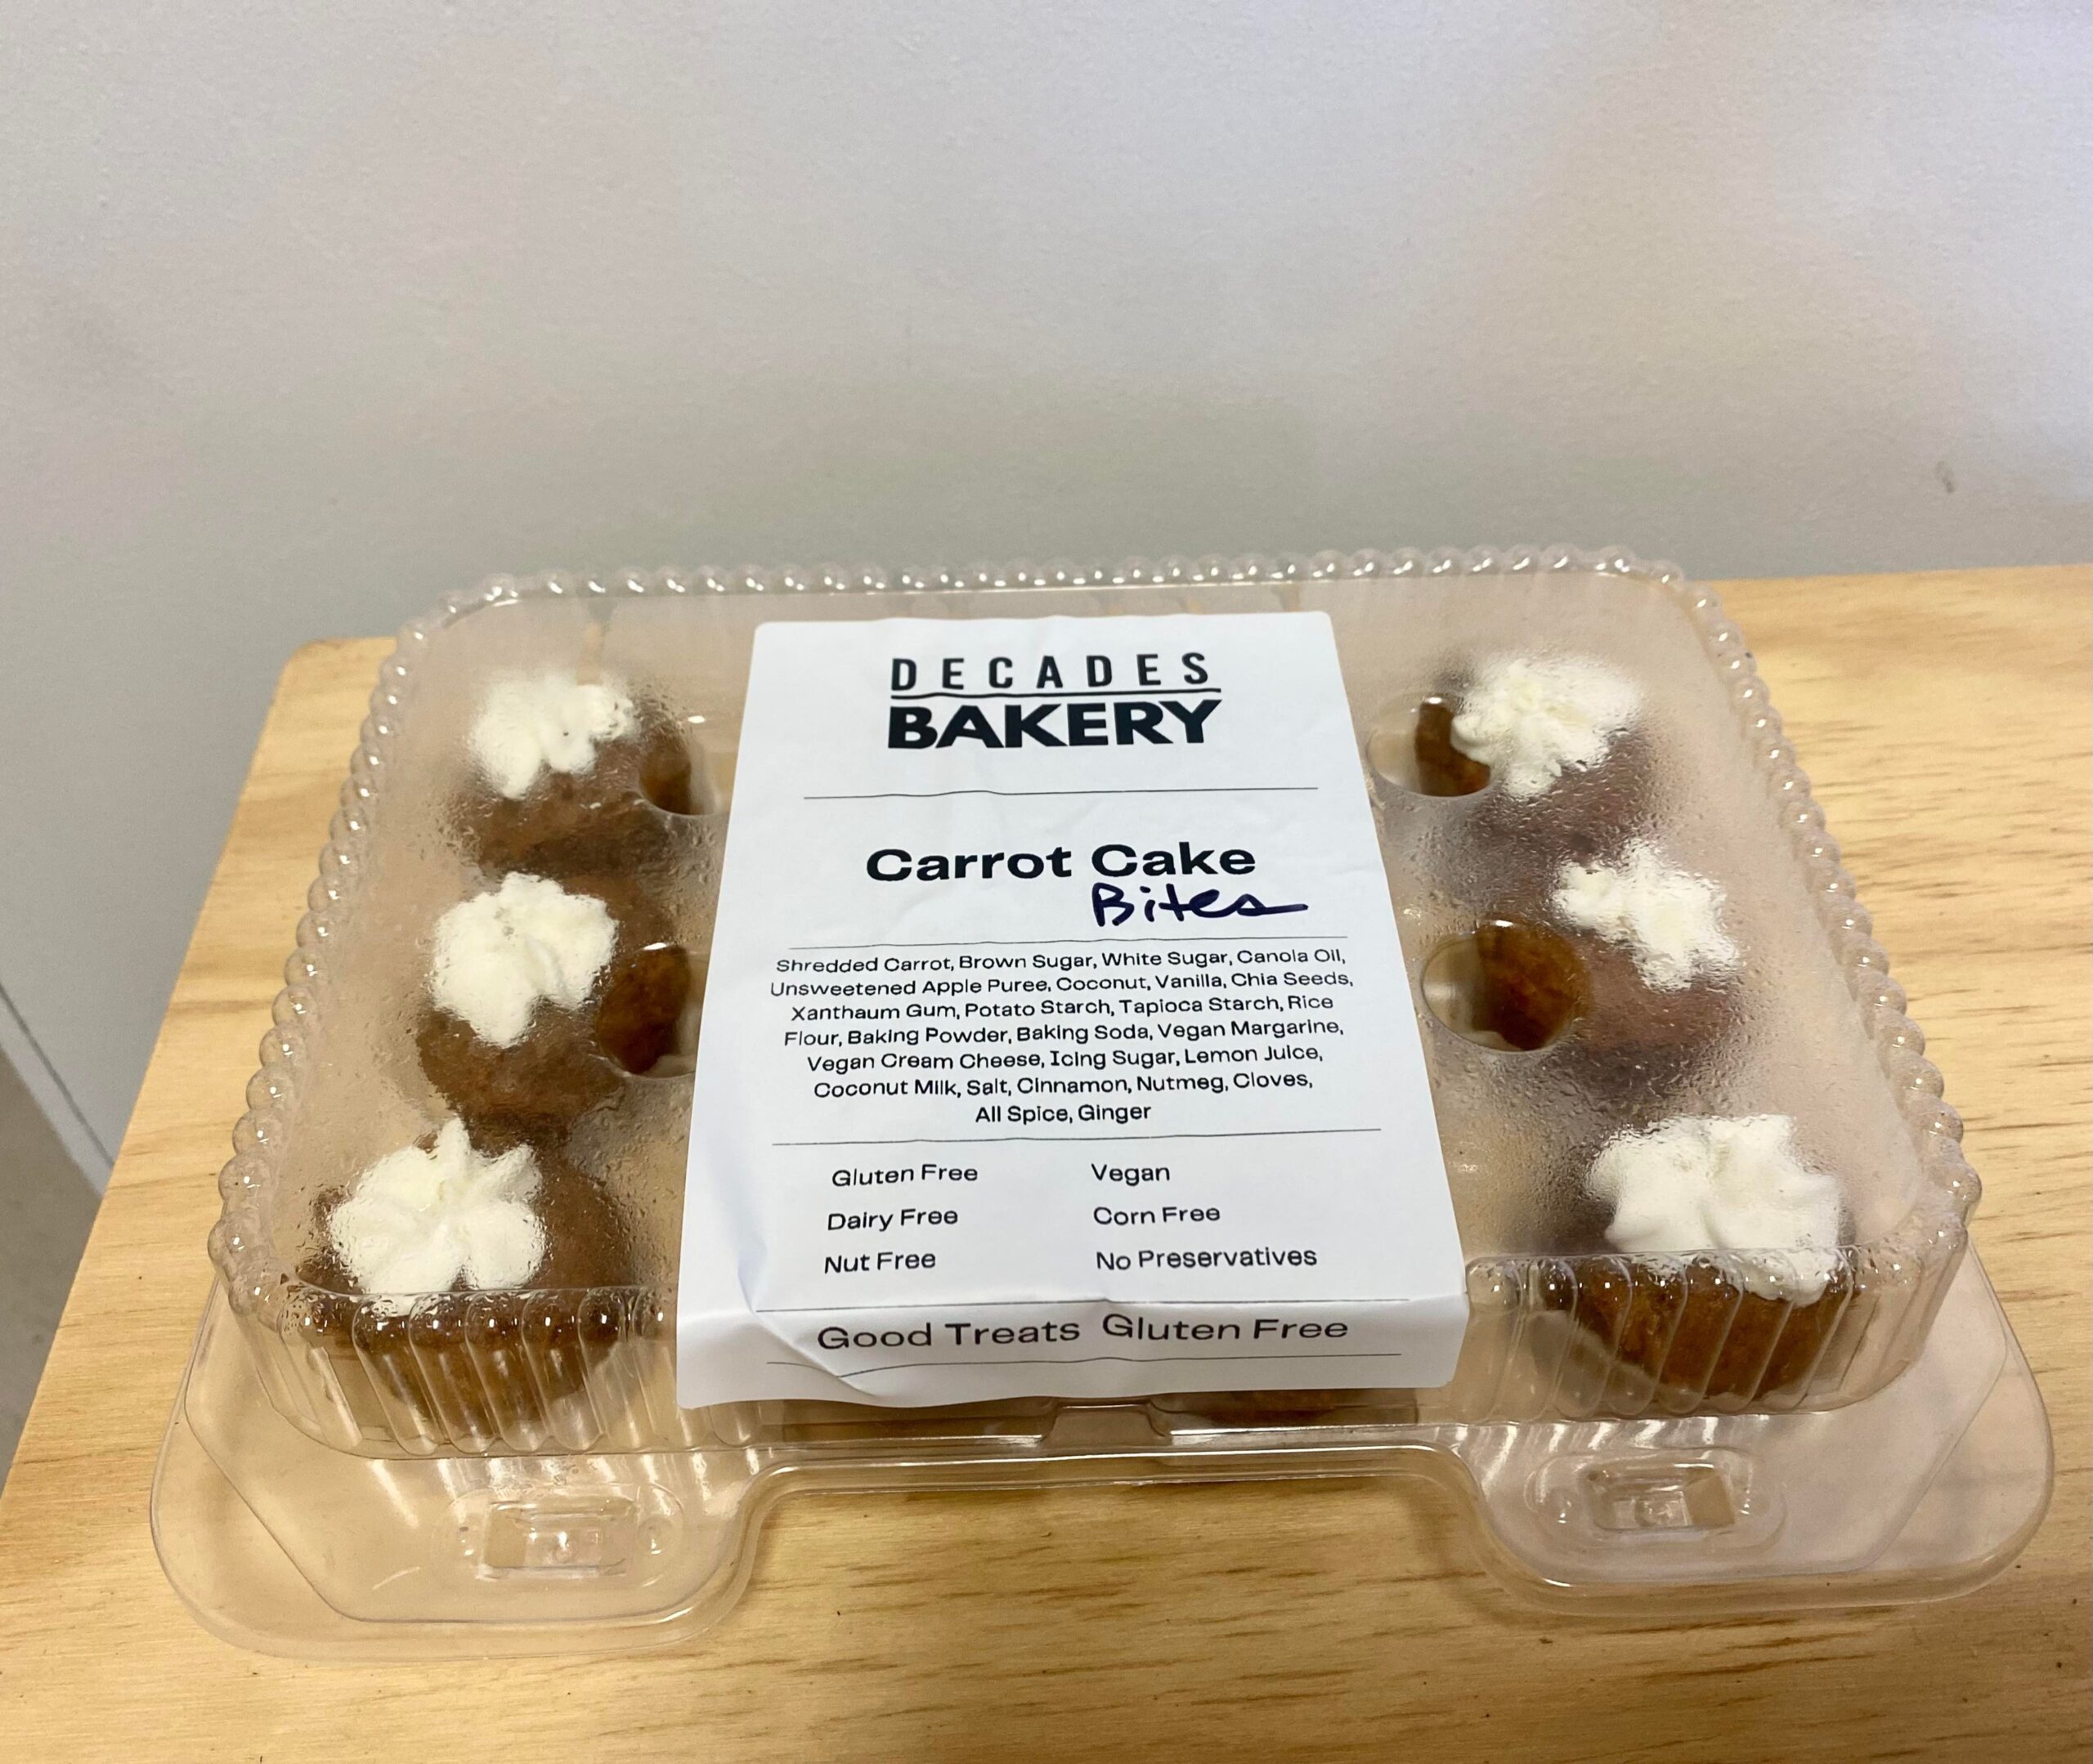 DECADES
BAKERY
Carrot Cake
Bites
Shredded Carrot, Brown Sugar, White Sugar, Canola Oil,
Unsweetened Apple Puree, Coconut, Vanilla, Chia Seeds,
Xanthaum Gum, Potato Starch, Tapioca Starch, Rice
Flour, Baking Powder, Baking Soda, Vegan Margarine,
Vegan Cream Cheese, Icing Sugar, Lemon Juice,
Coconut Milk, Salt, Cinnamon, Nutmeg, Cloves,
All Spice, Ginger
Gluten Free Vegan
Dairy Free Corn Free
Nut Free No Preservatives
Good Treats Gluten Free